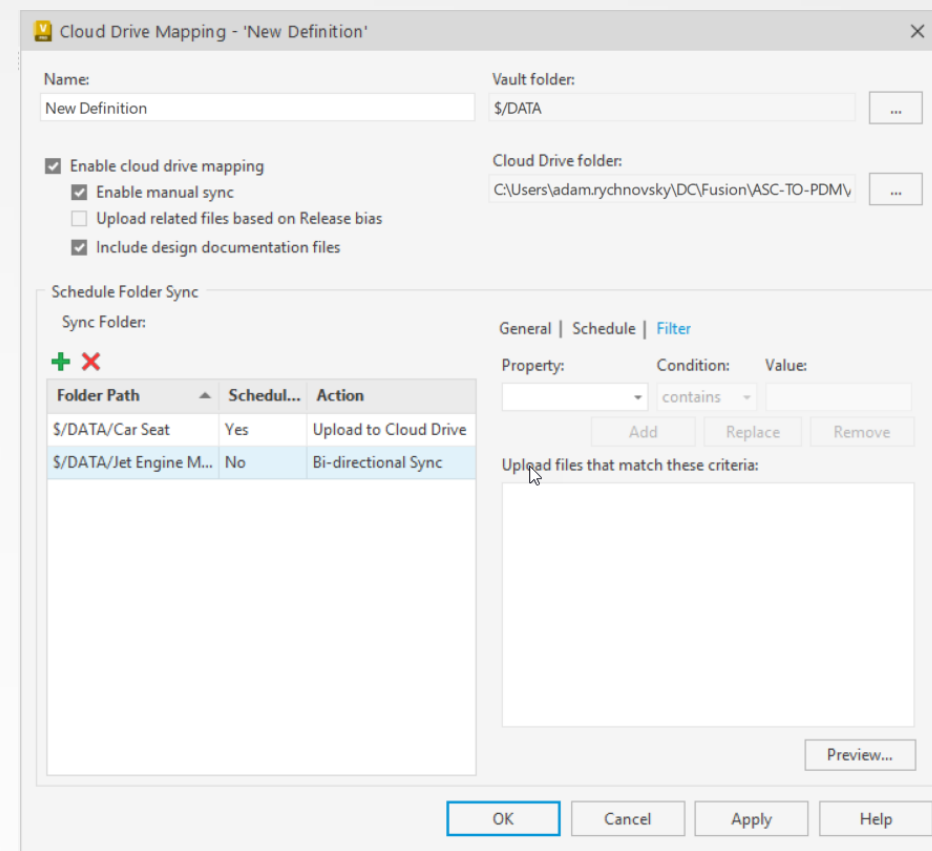 Cloud Drive Mapping - 'New Definition'
Name:
New Definition
Vault folder:
$/DATA
...
Enable cloud drive mapping
Enable manual sync
Upload related files based on Release bias
Include design documentation files
Cloud Drive folder:
C:\Users\adam.rychnovsky\DC\Fusion\ASC-TO-PDM\
...
Schedule Folder Sync
Sync Folder:
Folder Path Schedul... Action
$/DATA/Car Seat Yes Upload to Cloud Drive
$/DATA/Jet Engine M... No Bi-directional Sync
General | Schedule | Filter
Property: Condition: Value:
contains
Add Replace Remove
Upload files that match these criteria:
Preview...
OK Cancel Apply Help